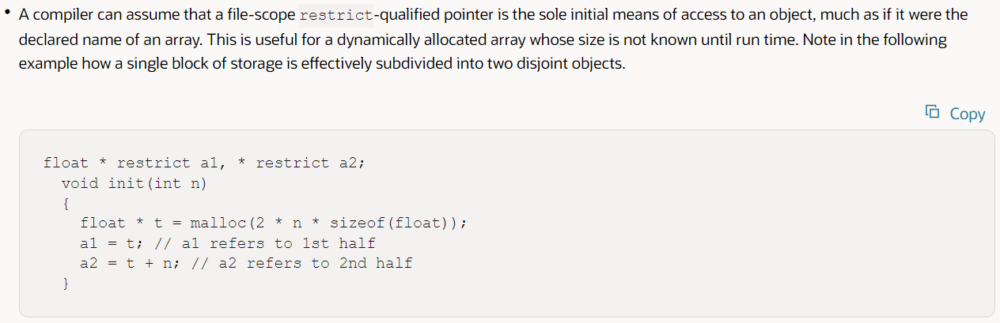 • A compiler can assume that a file-scope restrict-qualified pointer is the sole initial means of access to an object, much as if it were the
declared name of an array. This is useful for a dynamically allocated array whose size is not known until run time. Note in the following
example how a single block of storage is effectively subdivided into two disjoint objects.
Copy
float * restrict a1, * restrict a2;
  void init(int n)
  {
    float * t = malloc(2 * n * sizeof(float));
    a1 = t; // a1 refers to 1st half
    a2 = t + n; // a2 refers to 2nd half
  }